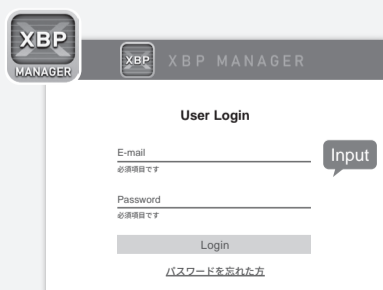 XBP
MANAGER
XBP
XBP MANAGER
User Login
E-mail
必須項目です
Input
Password
必須項目です
Login
パスワードを忘れた方